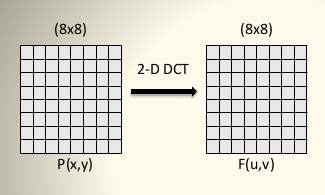 (8x8)
(8x8)
2-D DCT
P(x,y)
F(u,v)